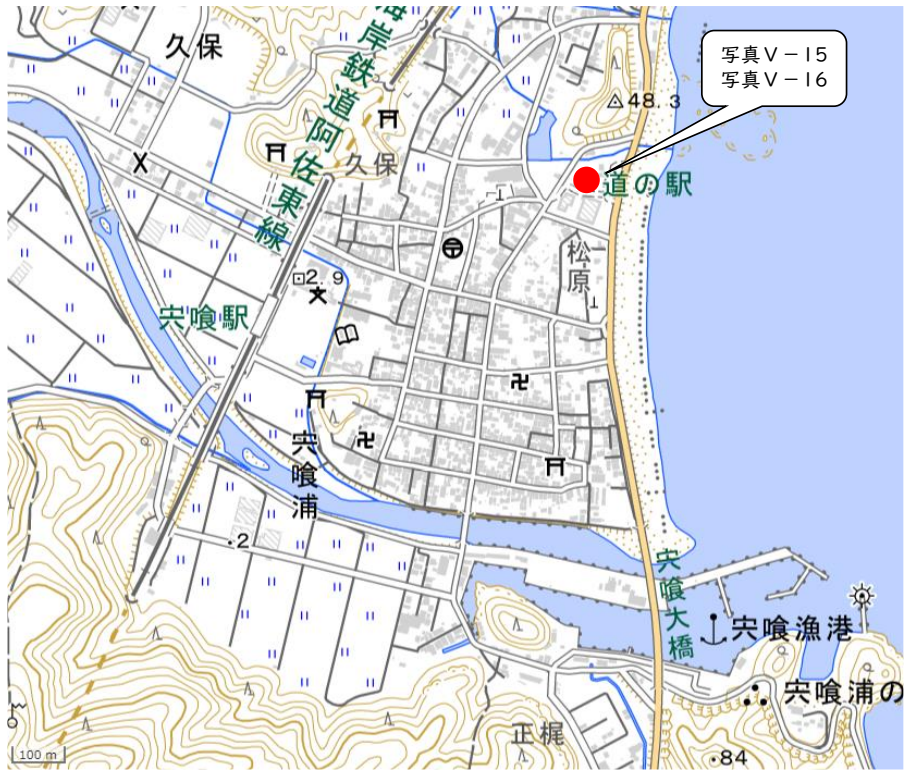 久保
海岸鉄道阿佐東線
写真Ⅴ-15
写真Ⅴ-16
48.3
久保
道の駅
松原
2.9
宍喰駅
宍喰浦
2
宍喰大橋
宍喰漁港
宍喰浦の
正梶
84
100 m